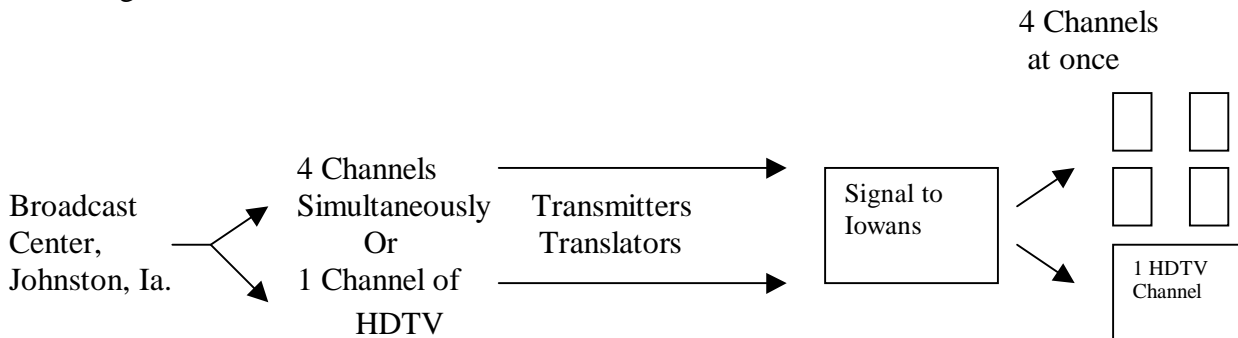 4 Channels
at once
Broadcast
Center,
Johnston, Ia.
4 Channels
Simultaneously
Or
1 Channel of
HDTV
Transmitters
Translators
Signal to
Iowans
1 HDTV
Channel